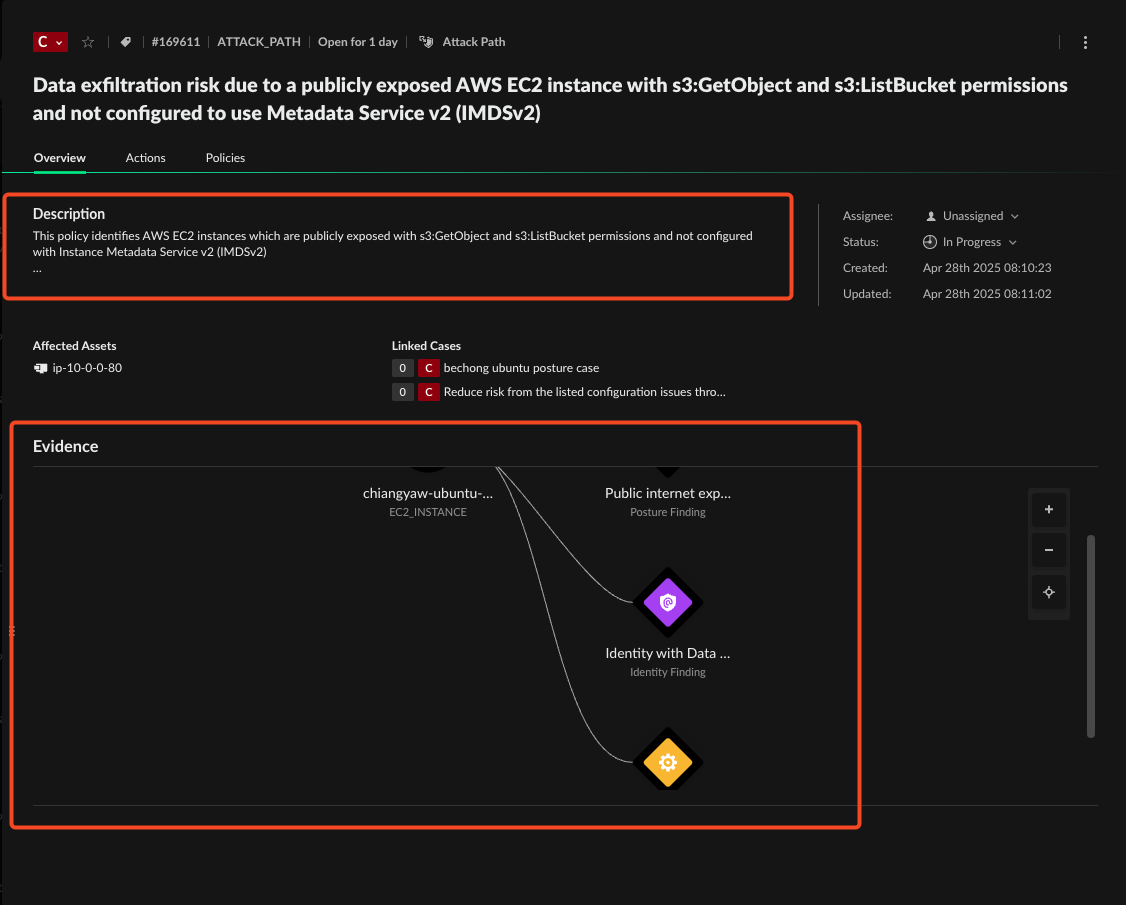 C #169611 ATTACK_PATH Open for 1 day Attack Path
Data exfiltration risk due to a publicly exposed AWS EC2 instance with s3:GetObject and s3:ListBucket permissions
and not configured to use Metadata Service v2 (IMDSv2)
Overview Actions Policies
Description
This policy identifies AWS EC2 instances which are publicly exposed with s3:GetObject and s3:ListBucket permissions and not configured
with Instance Metadata Service v2 (IMDSv2)
...
Assignee: Unassigned
Status: In Progress
Created: Apr 28th 2025 08:10:23
Updated: Apr 28th 2025 08:11:02
Affected Assets
ip-10-0-0-80
Linked Cases
0 C bechong ubuntu posture case
0 C Reduce risk from the listed configuration issues thro...
Evidence
chiangyaw-ubuntu-...
EC2_INSTANCE
Public internet exp...
Posture Finding
Identity with Data ...
Identity Finding